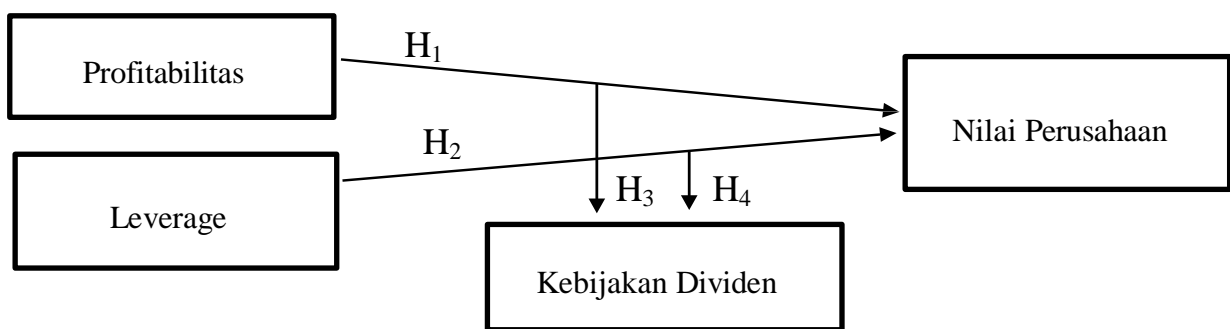 Profitabilitas
H₁
Nilai Perusahaan
H₂
Leverage
H₃
H₄
Kebijakan Dividen